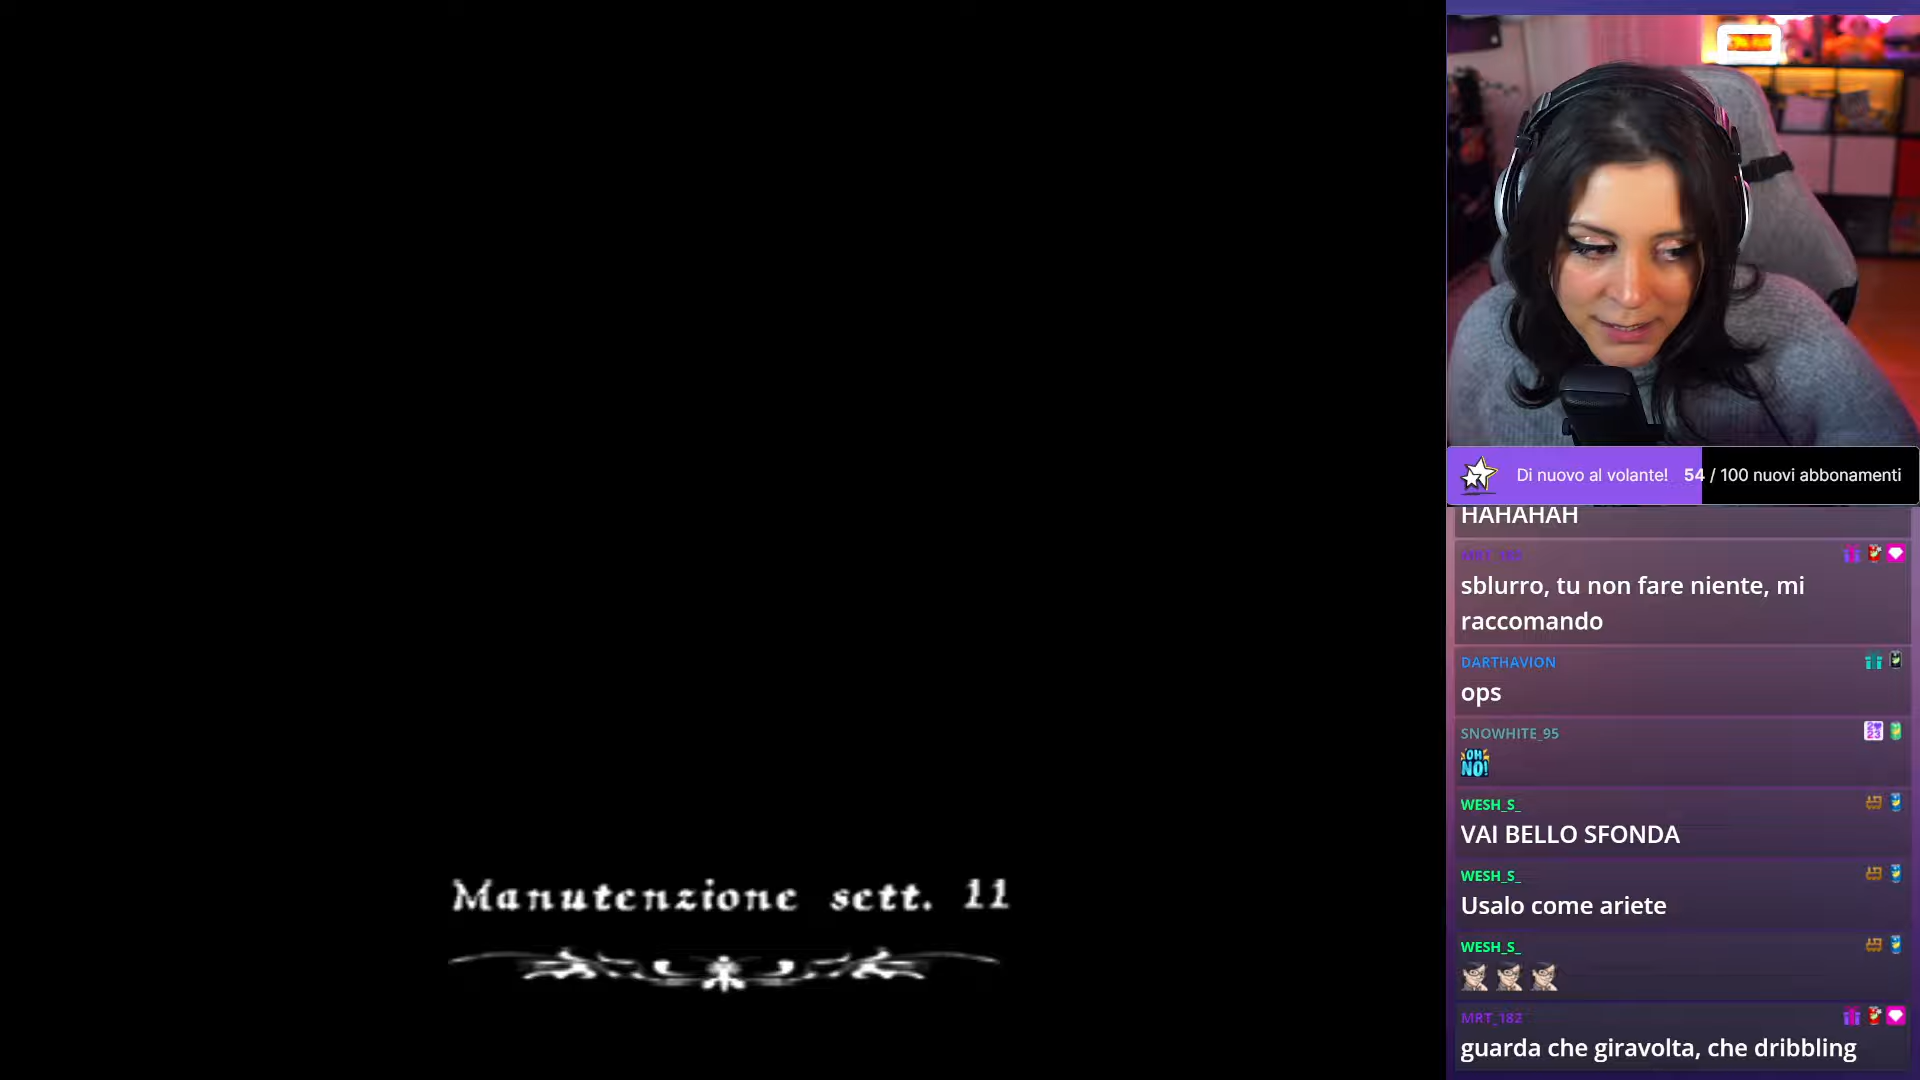 Di nuovo al volante! 54 / 100 nuovi abbonamenti
HAHAHAH
sblurro, tu non fare niente, mi
raccomando
DARTHAVION
ops
SNOWHITE_95
OH
NO!
WESH_S_
VAI BELLO SFONDA
WESH_S_
Usalo come ariete
WESH_S_
MRT_182
guarda che giravolta, che dribbling
Manutenzione sett. 11